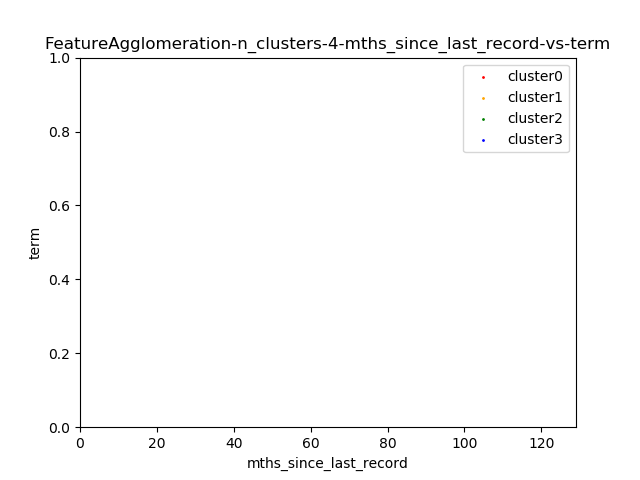 FeatureAgglomeration-n_clusters-4-mths_since_last_record-vs-term
1.0
cluster0
cluster1
cluster2
cluster3
0.8
0.6
term
0.4
0.2
0.0
0 20 40 60 80 100 120
mths_since_last_record